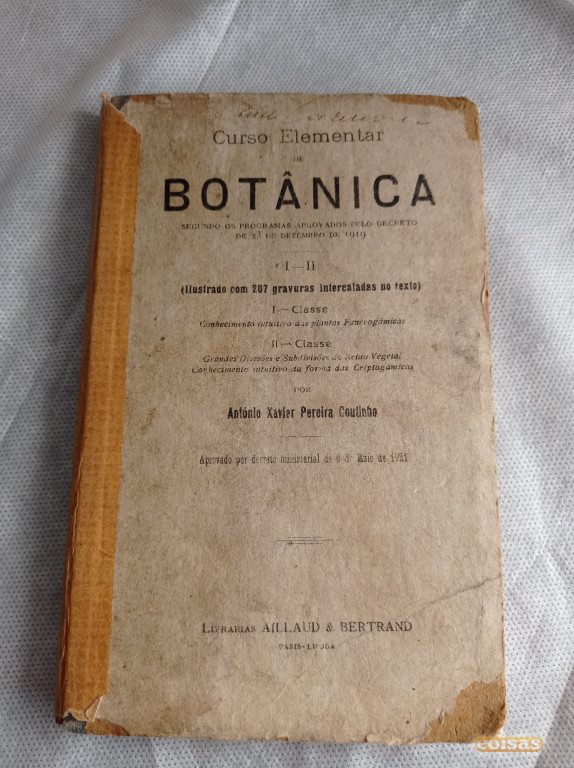 Curso Elementar
DE
BOTÂNICA
SEGUNDO OS PROGRAMAS APROVADOS PELO DECRETO
DE 23 DE DEZEMBRO DE 1919
I—II
(Ilustrado com 207 gravuras intercaladas no texto)
I—Classe
Conhecimento intuitivo das plantas Fanerogâmicas
II—Classe
Grandes Divisões e Subdivisões do Reino Vegetal
Conhecimento intuitivo da forma das Criptogâmicas
POR
António Xavier Pereira Coutinho
Aprovado por decreto ministerial de 6 de Maio de 1921
LIVRARIAS AILLAUD & BERTRAND
PARIS-LISBOA
coisas